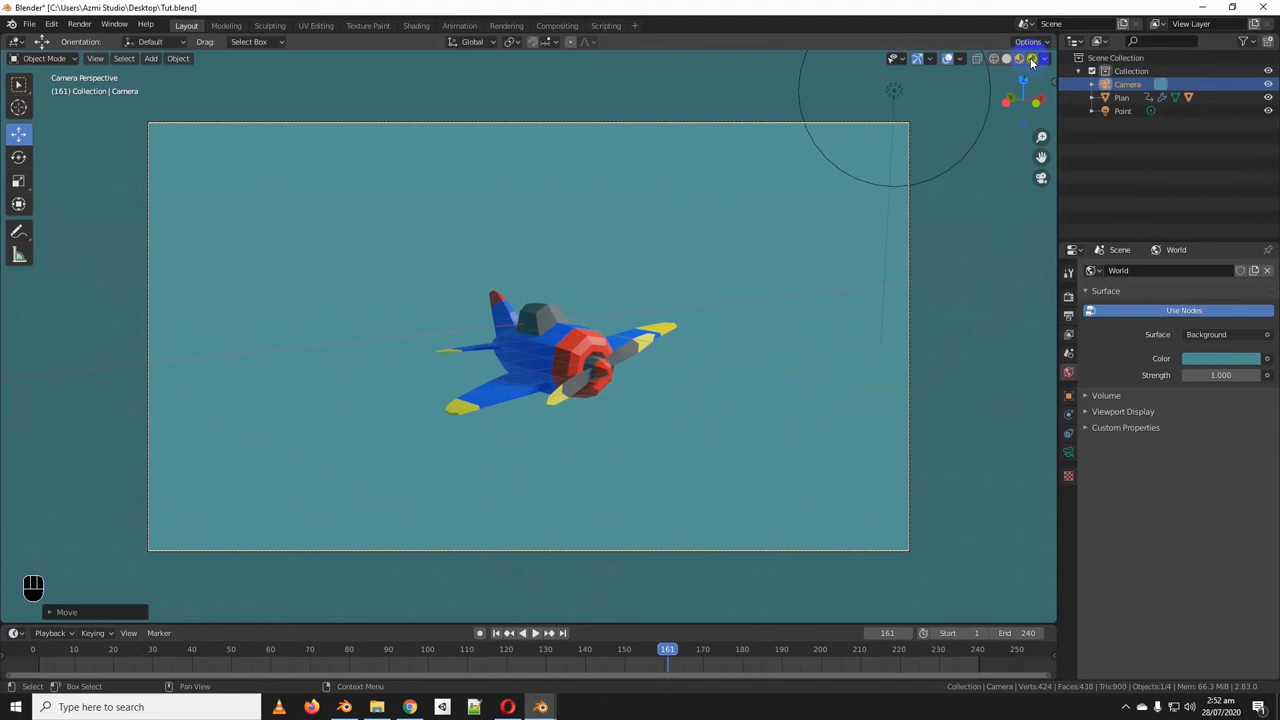 Blender* [C:\Users\Azmi Studio\Desktop\Tut.blend]
File Edit Render Window Help Layout Modeling Sculpting UV Editing Texture Paint Shading Animation Rendering Compositing Scripting Scene View Layer
Orientation: Default Drag: Select Box Global Options
Object Mode View Select Add Object
Camera Perspective
(161) Collection | Camera
Scene Collection
Collection
Camera
Plan
Point
Scene World
World
Surface
Use Nodes
Surface Background
Color
Strength 1.000
Volume
Viewport Display
Custom Properties
Move
Playback Keying View Marker 161 Start 1 End 240
0 10 20 30 40 50 60 70 80 90 100 110 120 130 140 150 161 170 180 190 200 210 220 230 240 250
Select Box Select Pan View Context Menu Collection | Camera | Verts:424 | Faces:438 | Tris:900 | Objects:1/4 | Mem: 66.3 MiB | 2.83.0
Type here to search
2:52 am
28/07/2020